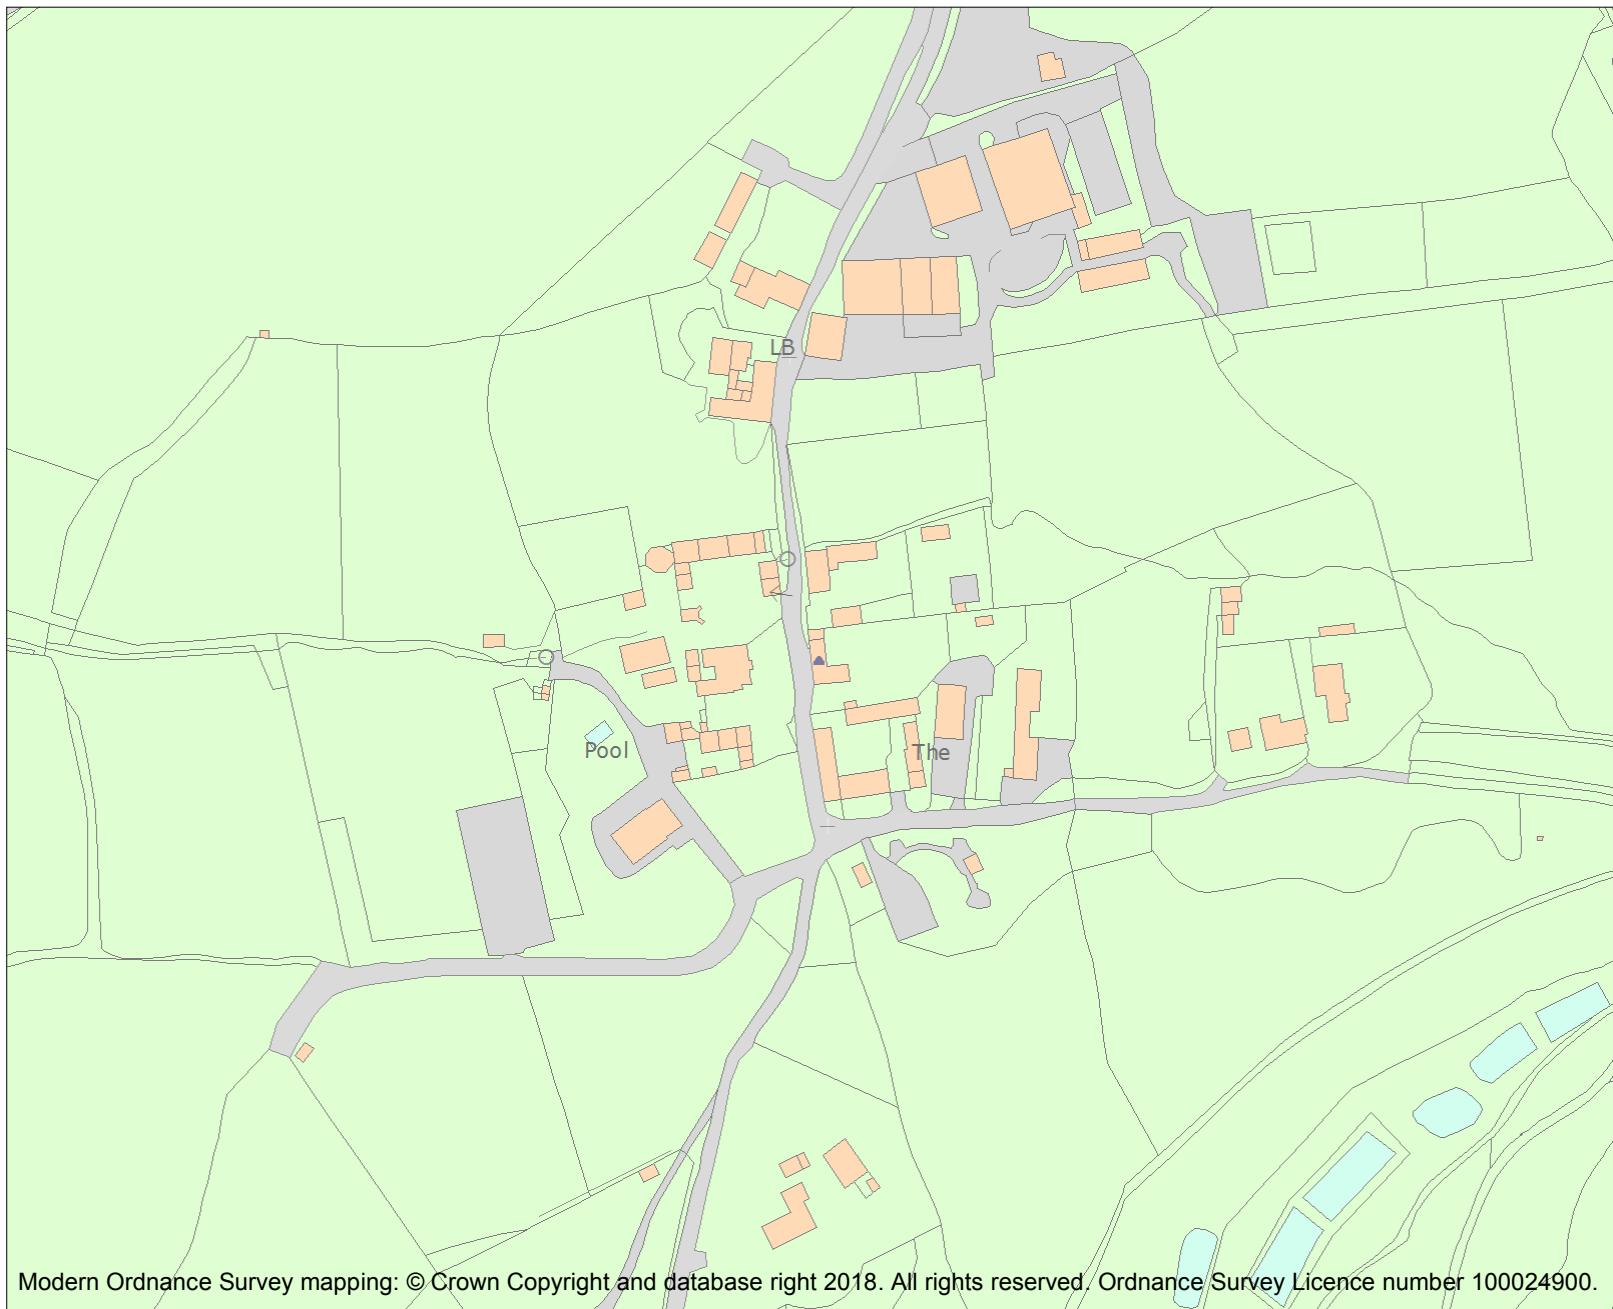 LB
Pool
The
Modern Ordnance Survey mapping: © Crown Copyright and database right 2018. All rights reserved. Ordnance Survey Licence number 100024900.